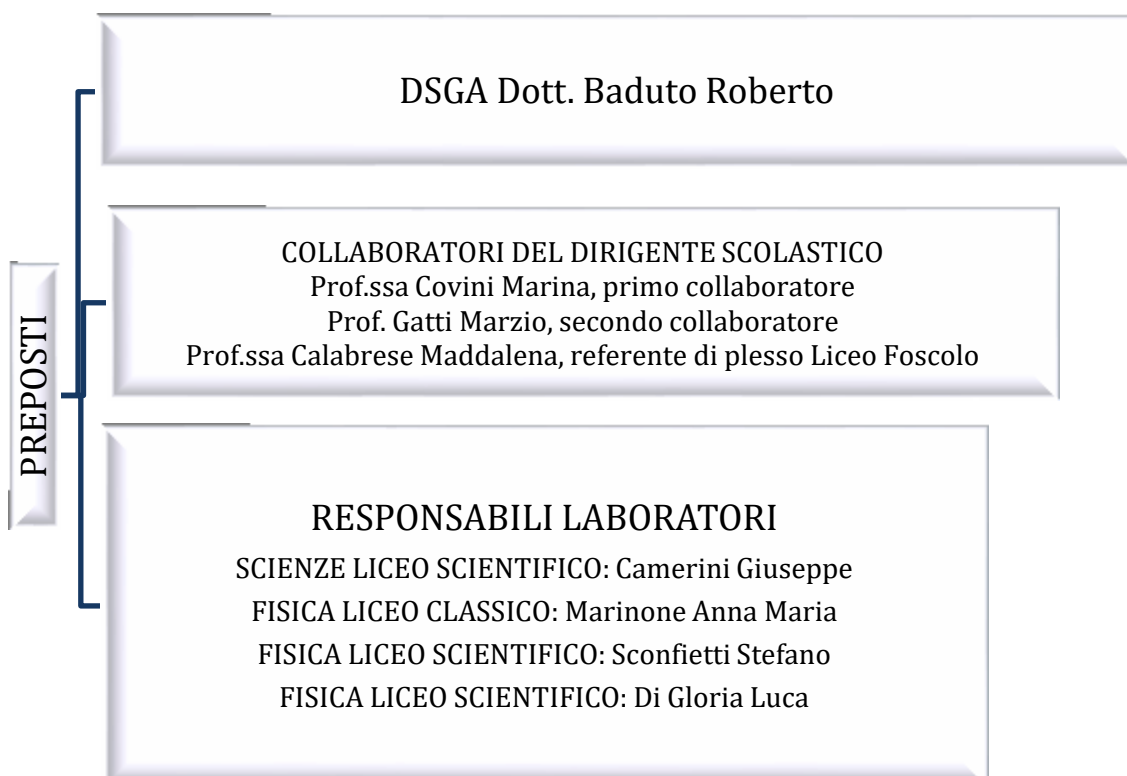 PREPOSTI
DSGA Dott. Baduto Roberto
COLLABORATORI DEL DIRIGENTE SCOLASTICO
Prof.ssa Covini Marina, primo collaboratore
Prof. Gatti Marzio, secondo collaboratore
Prof.ssa Calabrese Maddalena, referente di plesso Liceo Foscolo
RESPONSABILI LABORATORI
SCIENZE LICEO SCIENTIFICO: Camerini Giuseppe
FISICA LICEO CLASSICO: Marinone Anna Maria
FISICA LICEO SCIENTIFICO: Sconfietti Stefano
FISICA LICEO SCIENTIFICO: Di Gloria Luca